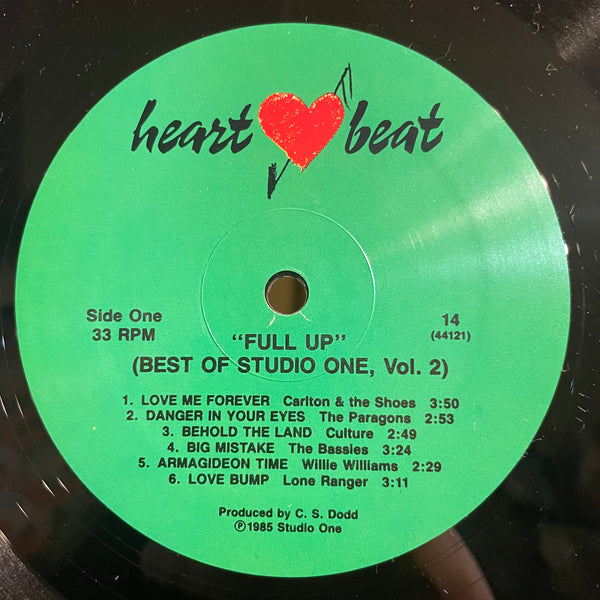 heart beat
Side One
33 RPM
14
(44121)
"FULL UP"
(BEST OF STUDIO ONE, Vol. 2)
1. LOVE ME FOREVER Carlton & the Shoes 3:50
2. DANGER IN YOUR EYES The Paragons 2:53
3. BEHOLD THE LAND Culture 2:49
4. BIG MISTAKE The Bassies 3:24
5. ARMAGIDEON TIME Willie Williams 2:29
6. LOVE BUMP Lone Ranger 3:11
Produced by C. S. Dodd
℗1985 Studio One